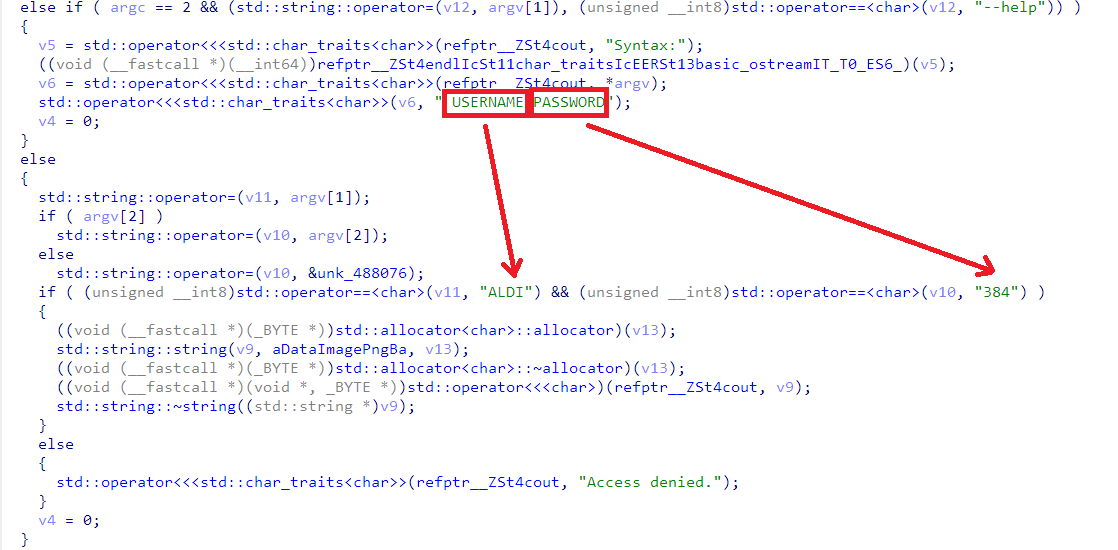 else if ( argc == 2 && (std::string::operator=(v12, argv[1]), (unsigned __int8)std::operator==<char>(v12, "--help")) )
{
v5 = std::operator<<<std::char_traits<char>>(refptr__ZSt4cout, "Syntax:");
((void (__fastcall *)(__int64))refptr__ZSt4endlIcSt11char_traitsIcEERSt13basic_ostreamIT_T0_ES6_)(v5);
v6 = std::operator<<<std::char_traits<char>>(refptr__ZSt4cout, *argv);
std::operator<<<std::char_traits<char>>(v6, " USERNAME PASSWORD");
v4 = 0;
}
else
{
std::string::operator=(v11, argv[1]);
if ( argv[2] )
std::string::operator=(v10, argv[2]);
else
std::string::operator=(v10, &unk_488076);
if ( (unsigned __int8)std::operator==<char>(v11, "ALDI") && (unsigned __int8)std::operator==<char>(v10, "384") )
{
((void (__fastcall *)(_BYTE *))std::allocator<char>::allocator)(v13);
std::string::string(v9, aDataImagePngBa, v13);
((void (__fastcall *)(_BYTE *))std::allocator<char>::~allocator)(v13);
((void (__fastcall *)(void *, _BYTE *))std::operator<<<char>)(refptr__ZSt4cout, v9);
std::string::~string((std::string *)v9);
}
else
{
std::operator<<<std::char_traits<char>>(refptr__ZSt4cout, "Access denied.");
}
v4 = 0;
}